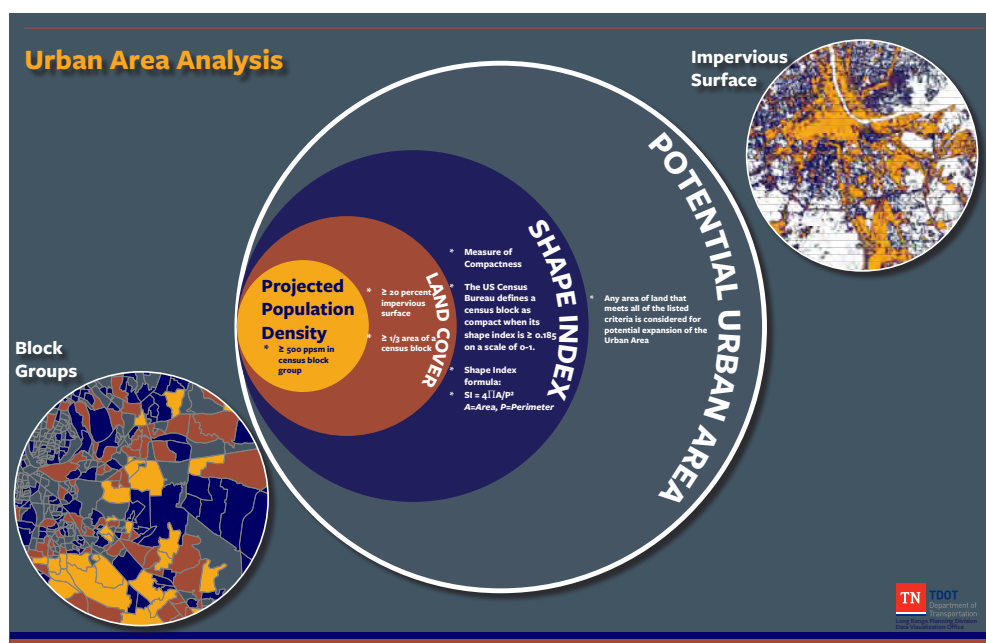 Urban Area Analysis
Impervious
Surface
POTENTIAL URBAN AREA
SHAPE INDEX
LAND COVER
Projected
Population
Density
* ≥ 500 ppsm in
census block
group
* ≥ 20 percent
impervious
surface
* ≥ 1/3 area of a
census block
* Measure of
Compactness
* The US Census
Bureau defines a
census block as
compact when its
shape index is ≥ 0.185
on a scale of 0-1.
* Shape Index
formula:
* SI = 4∏A/P²
A=Area, P=Perimeter
* Any area of land that
meets all of the listed
criteria is considered for
potential expansion of the
Urban Area
Block
Groups
TN
TDOT
Department of
Transportation
Long Range Planning Division
Data Visualization Office